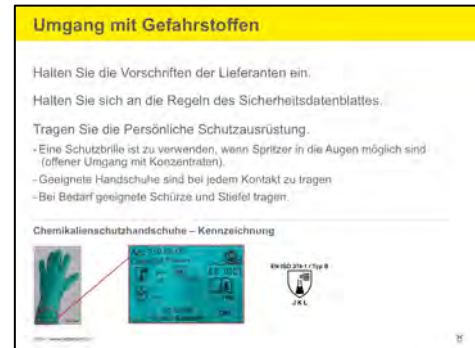 Umgang mit Gefahrstoffen
Halten Sie die Vorschriften der Lieferanten ein.
Halten Sie sich an die Regeln des Sicherheitsdatenblattes.
Tragen Sie die Persönliche Schutzausrüstung.
- Eine Schutzbrille ist zu verwenden, wenn Spritzer in die Augen möglich sind
(offener Umgang mit Konzentraten).
- Geeignete Handschuhe sind bei jedem Kontakt zu tragen
- Bei Bedarf geeignete Schürze und Stiefel tragen.
Chemikalienschutzhandschuhe – Kennzeichnung
EN ISO 374-1 / Typ B
J K L